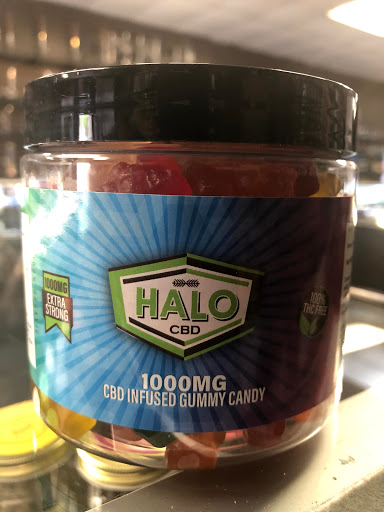 1000MG
EXTRA
STRONG
HALO
CBD
100%
THC FREE
1000MG
CBD INFUSED GUMMY CANDY